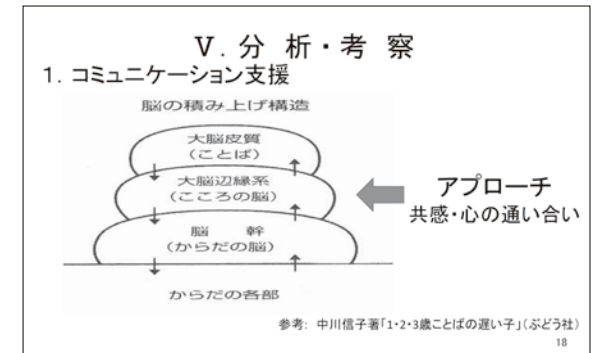 Ⅴ．分 析・考 察
1．コミュニケーション支援
脳の積み上げ構造
大脳皮質
（ことば）
大脳辺縁系
（こころの脳）
脳　幹
（からだの脳）
からだの各部
アプローチ
共感・心の通い合い
参考: 中川信子著「1・2・3歳ことばの遅い子」（ぶどう社）
18